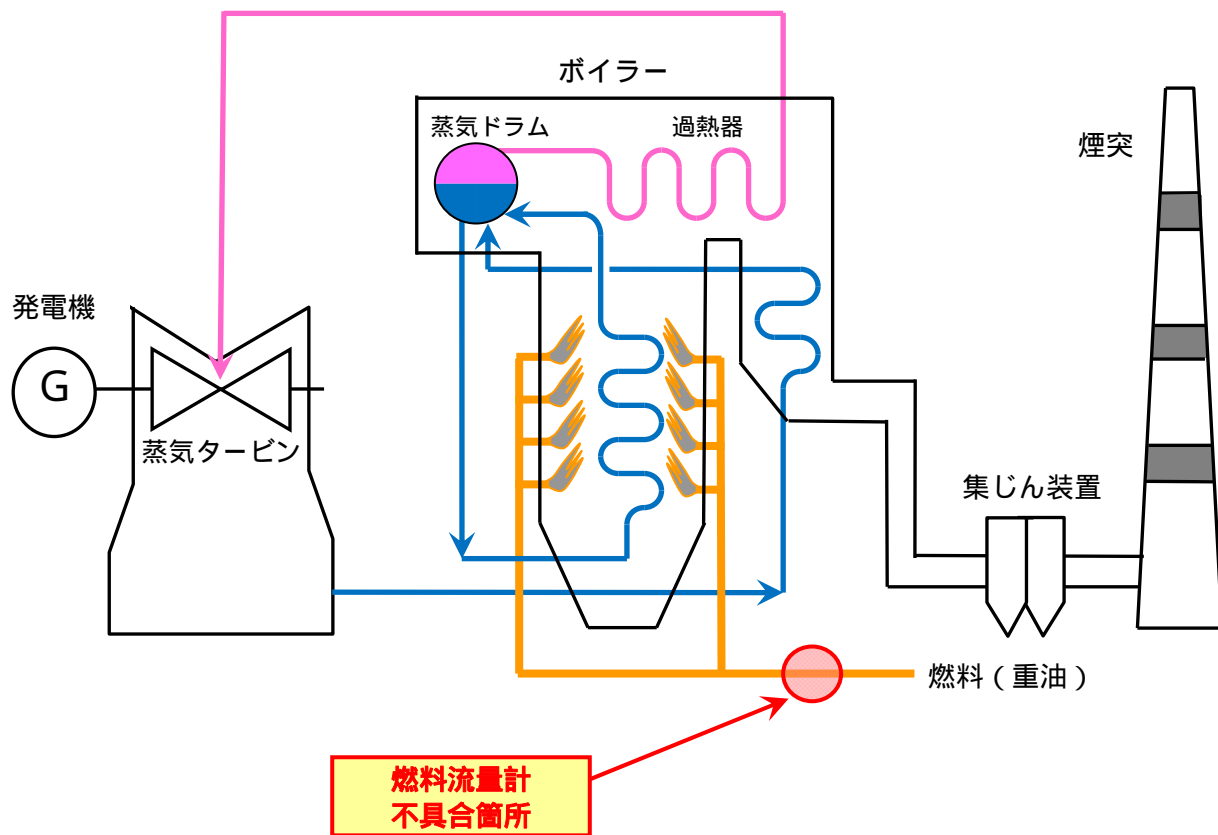 ボイラー
蒸気ドラム
過熱器
煙突
発電機
G
蒸気タービン
集じん装置
燃料(重油)
燃料流量計
不具合箇所